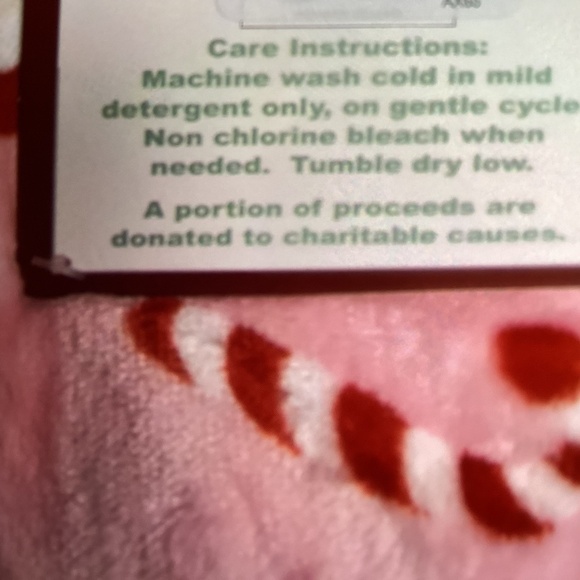 Care Instructions:
Machine wash cold in mild
detergent only, on gentle cycle
Non chlorine bleach when
needed. Tumble dry low.
A portion of proceeds are
donated to charitable causes.